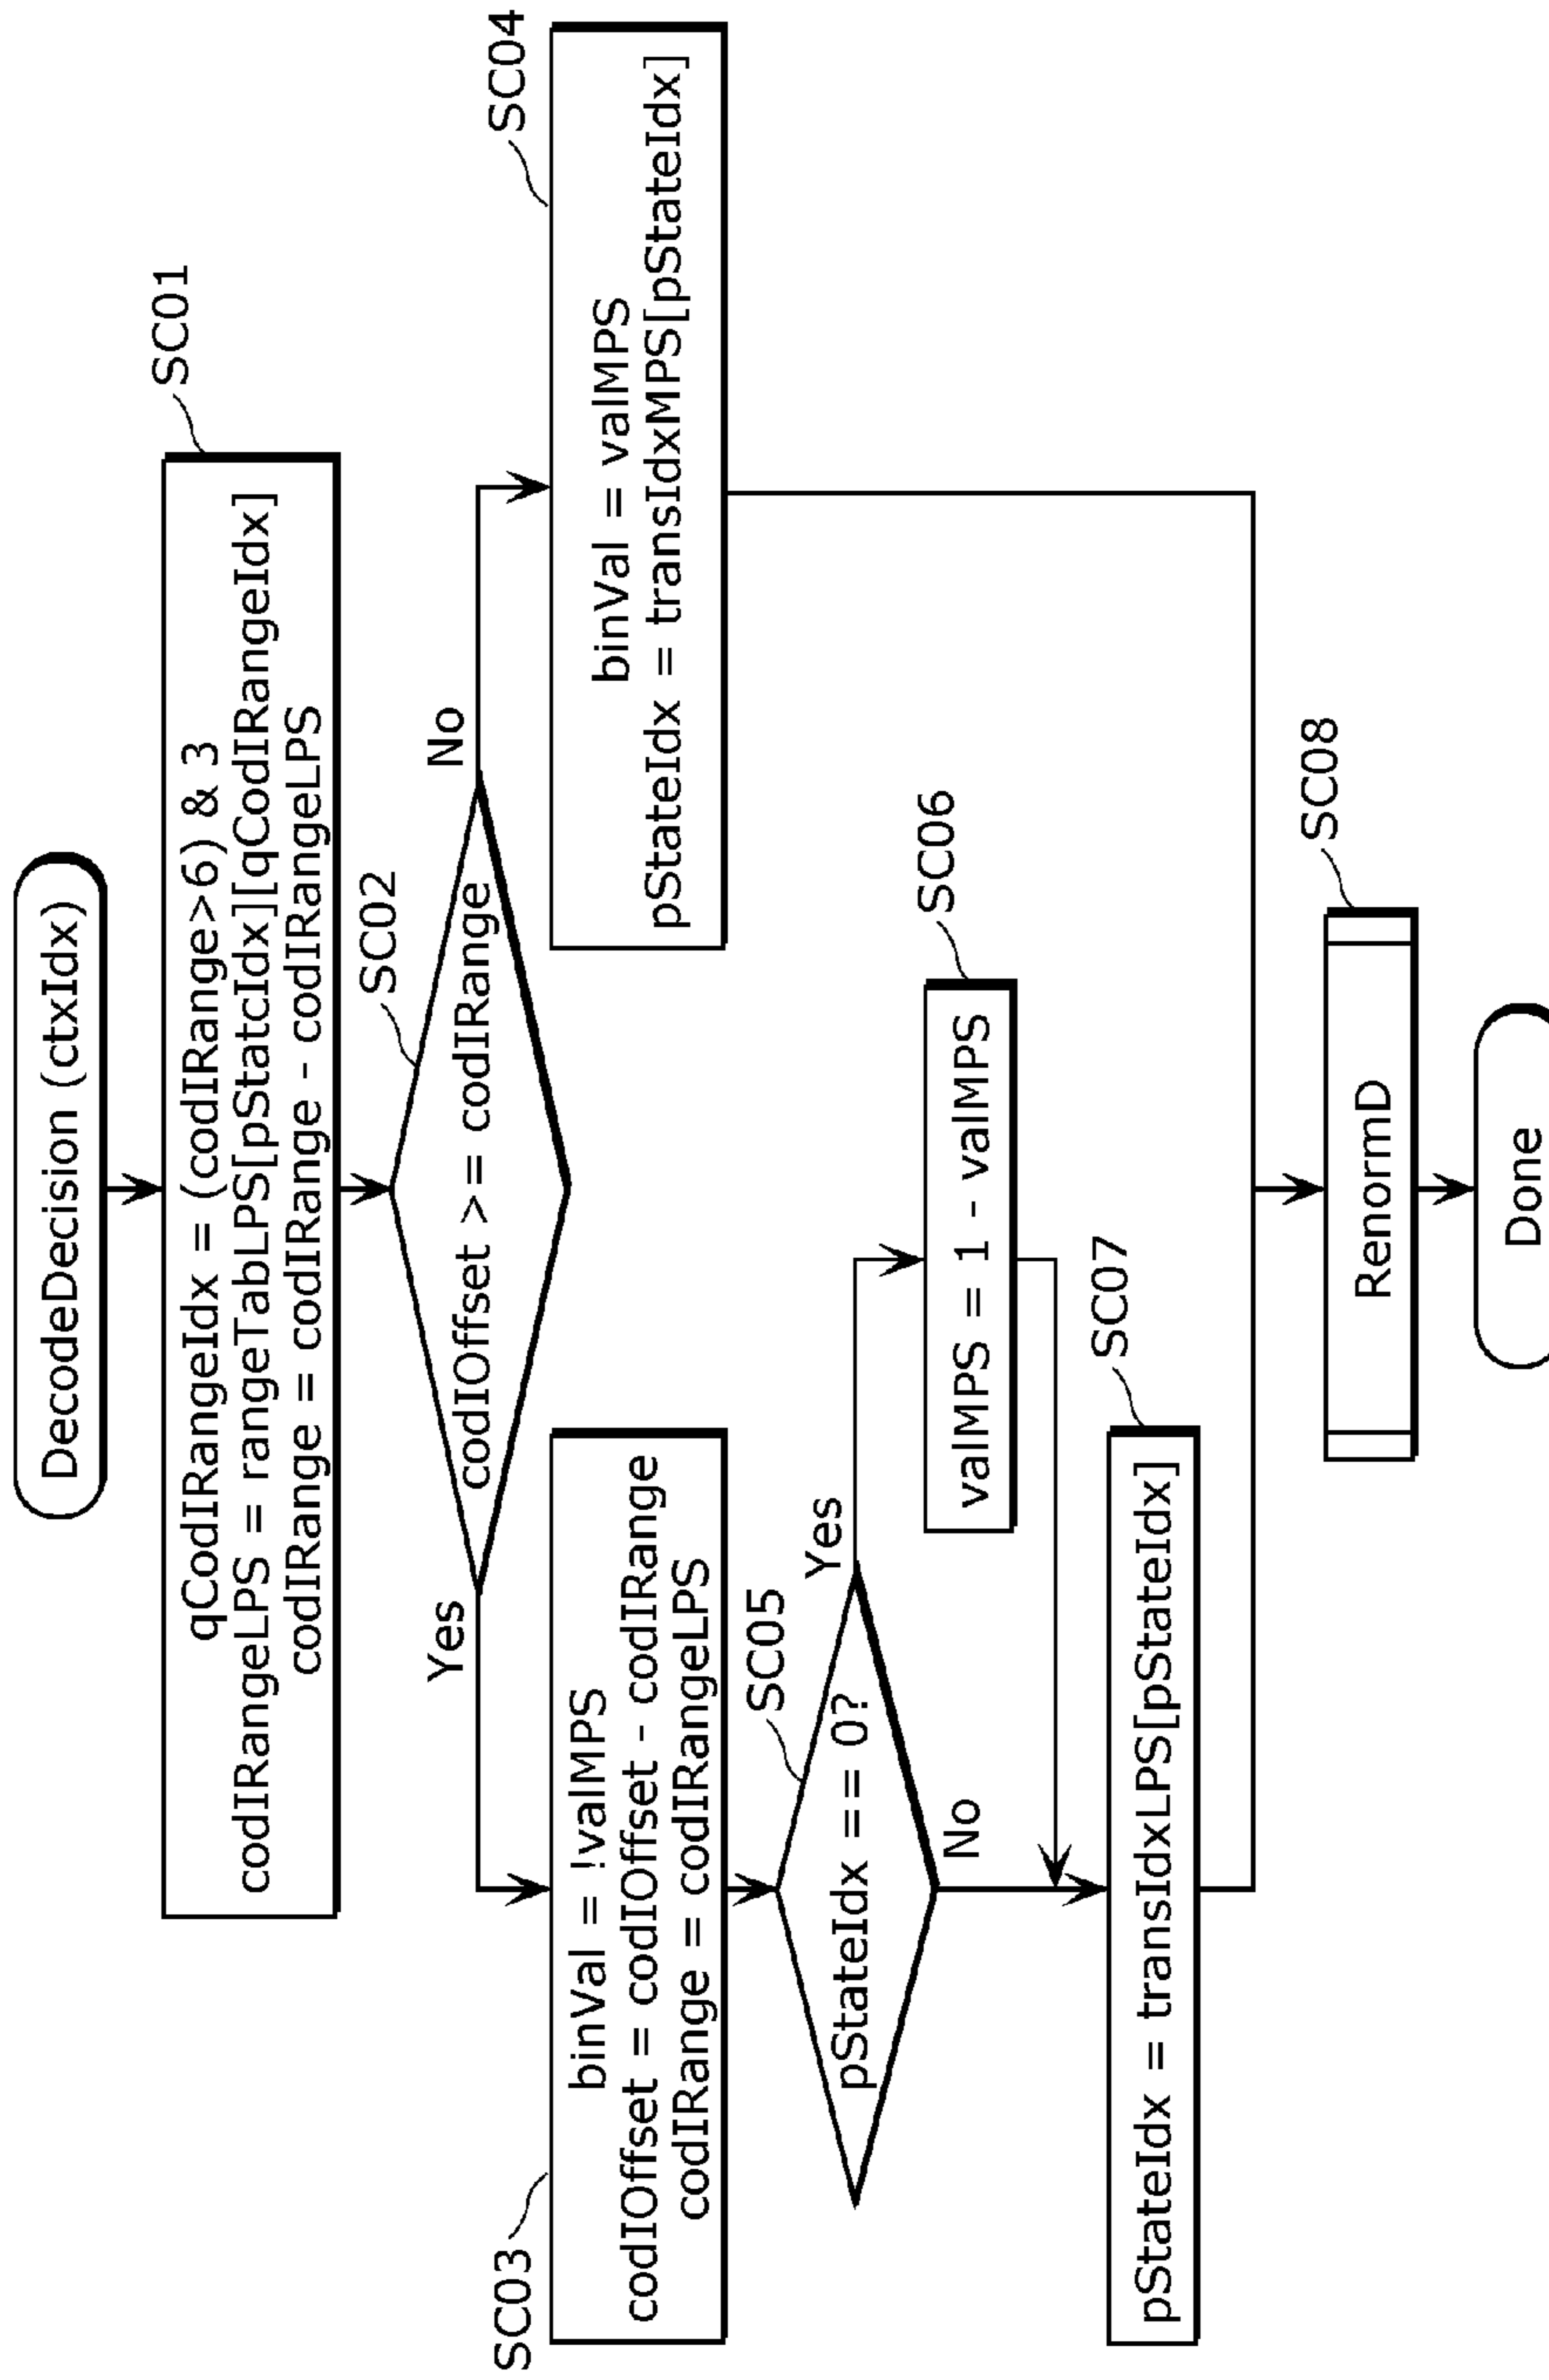 DecodeDecision (ctxIdx)
SC01
qCodIRangeIdx = (codIRange>6) & 3
codIRangeLPS = rangeTabLPS[pStatcIdx][qCodIRangeIdx]
codIRange = codIRange - codIRangeLPS
SC02
codIOffset >= codIRange
Yes
No
SC03
binVal = !valMPS
codIOffset = codIOffset - codIRange
codIRange = codIRangeLPS
SC04
binVal = valMPS
pStateIdx = transIdxMPS[pStateIdx]
SC05
pStateIdx == 0?
Yes
No
SC06
valMPS = 1 - valMPS
SC07
pStateIdx = transIdxLPS[pStateIdx]
SC08
RenormD
Done